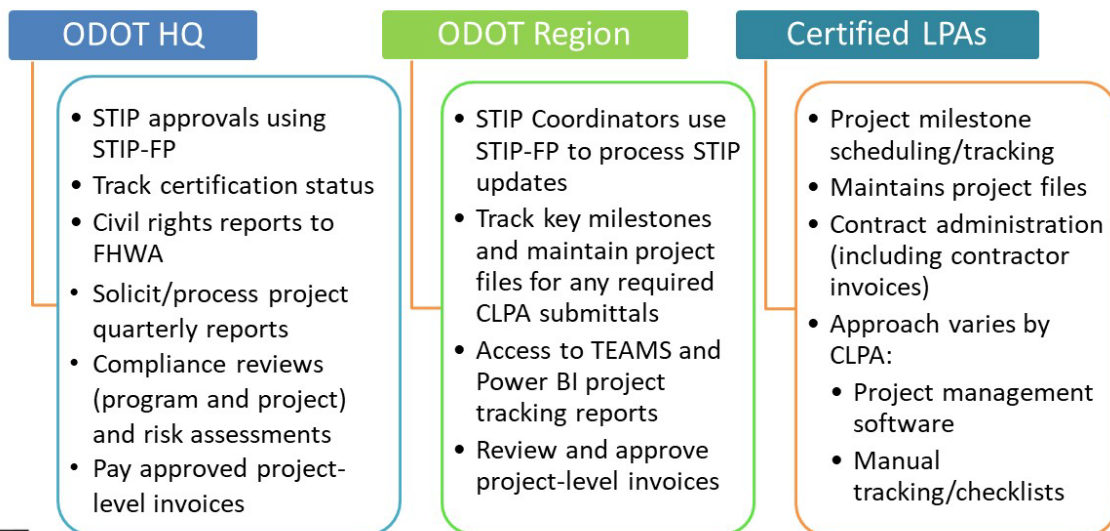 ODOT HQ
• STIP approvals using
STIP-FP
• Track certification status
• Civil rights reports to
FHWA
• Solicit/process project
quarterly reports
• Compliance reviews
(program and project)
and risk assessments
• Pay approved project-
level invoices
ODOT Region
• STIP Coordinators use
STIP-FP to process STIP
updates
• Track key milestones
and maintain project
files for any required
CLPA submittals
• Access to TEAMS and
Power BI project
tracking reports
• Review and approve
project-level invoices
Certified LPAs
• Project milestone
scheduling/tracking
• Maintains project files
• Contract administration
(including contractor
invoices)
• Approach varies by
CLPA:
• Project management
software
• Manual
tracking/checklists